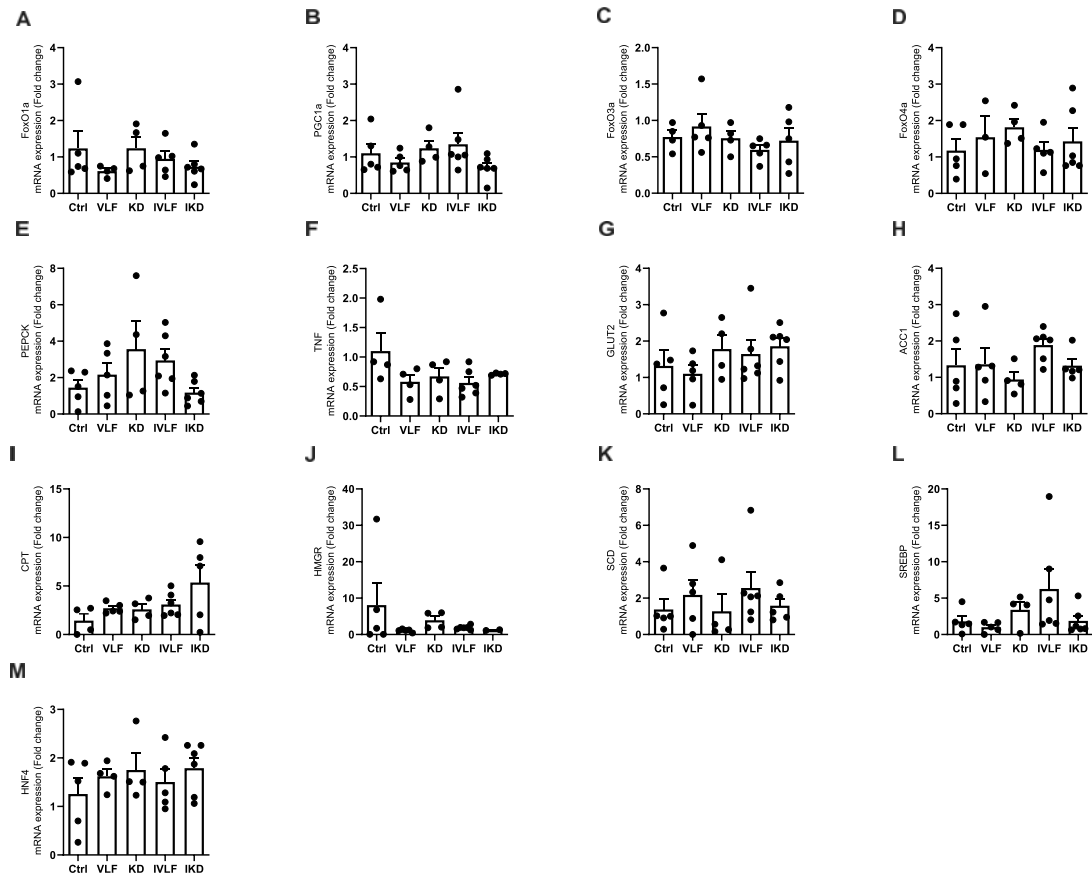 A
FoxO1a
mRNA expression (Fold change)
4
3
2
1
0
Ctrl VLF KD IVLF IKD
B
PGC1a
mRNA expression (Fold change)
4
3
2
1
0
Ctrl VLF KD IVLF IKD
C
FoxO3a
mRNA expression (Fold change)
2.0
1.5
1.0
0.5
0.0
Ctrl VLF KD IVLF IKD
D
FoxO4a
mRNA expression (Fold change)
4
3
2
1
0
Ctrl VLF KD IVLF IKD
E
PEPCK
mRNA expression (Fold change)
8
6
4
2
0
Ctrl VLF KD IVLF IKD
F
TNF
mRNA expression (Fold change)
2.5
2.0
1.5
1.0
0.5
0.0
Ctrl VLF KD IVLF IKD
G
GLUT2
mRNA expression (Fold change)
4
3
2
1
0
Ctrl VLF KD IVLF IKD
H
ACC1
mRNA expression (Fold change)
4
3
2
1
0
Ctrl VLF KD IVLF IKD
I
CPT
mRNA expression (Fold change)
15
10
5
0
Ctrl VLF KD IVLF IKD
J
HMGR
mRNA expression (Fold change)
40
30
20
10
0
Ctrl VLF KD IVLF IKD
K
SCD
mRNA expression (Fold change)
8
6
4
2
0
Ctrl VLF KD IVLF IKD
L
SREBP
mRNA expression (Fold change)
20
15
10
5
0
Ctrl VLF KD IVLF IKD
M
HNF4
mRNA expression (Fold change)
3
2
1
0
Ctrl VLF KD IVLF IKD